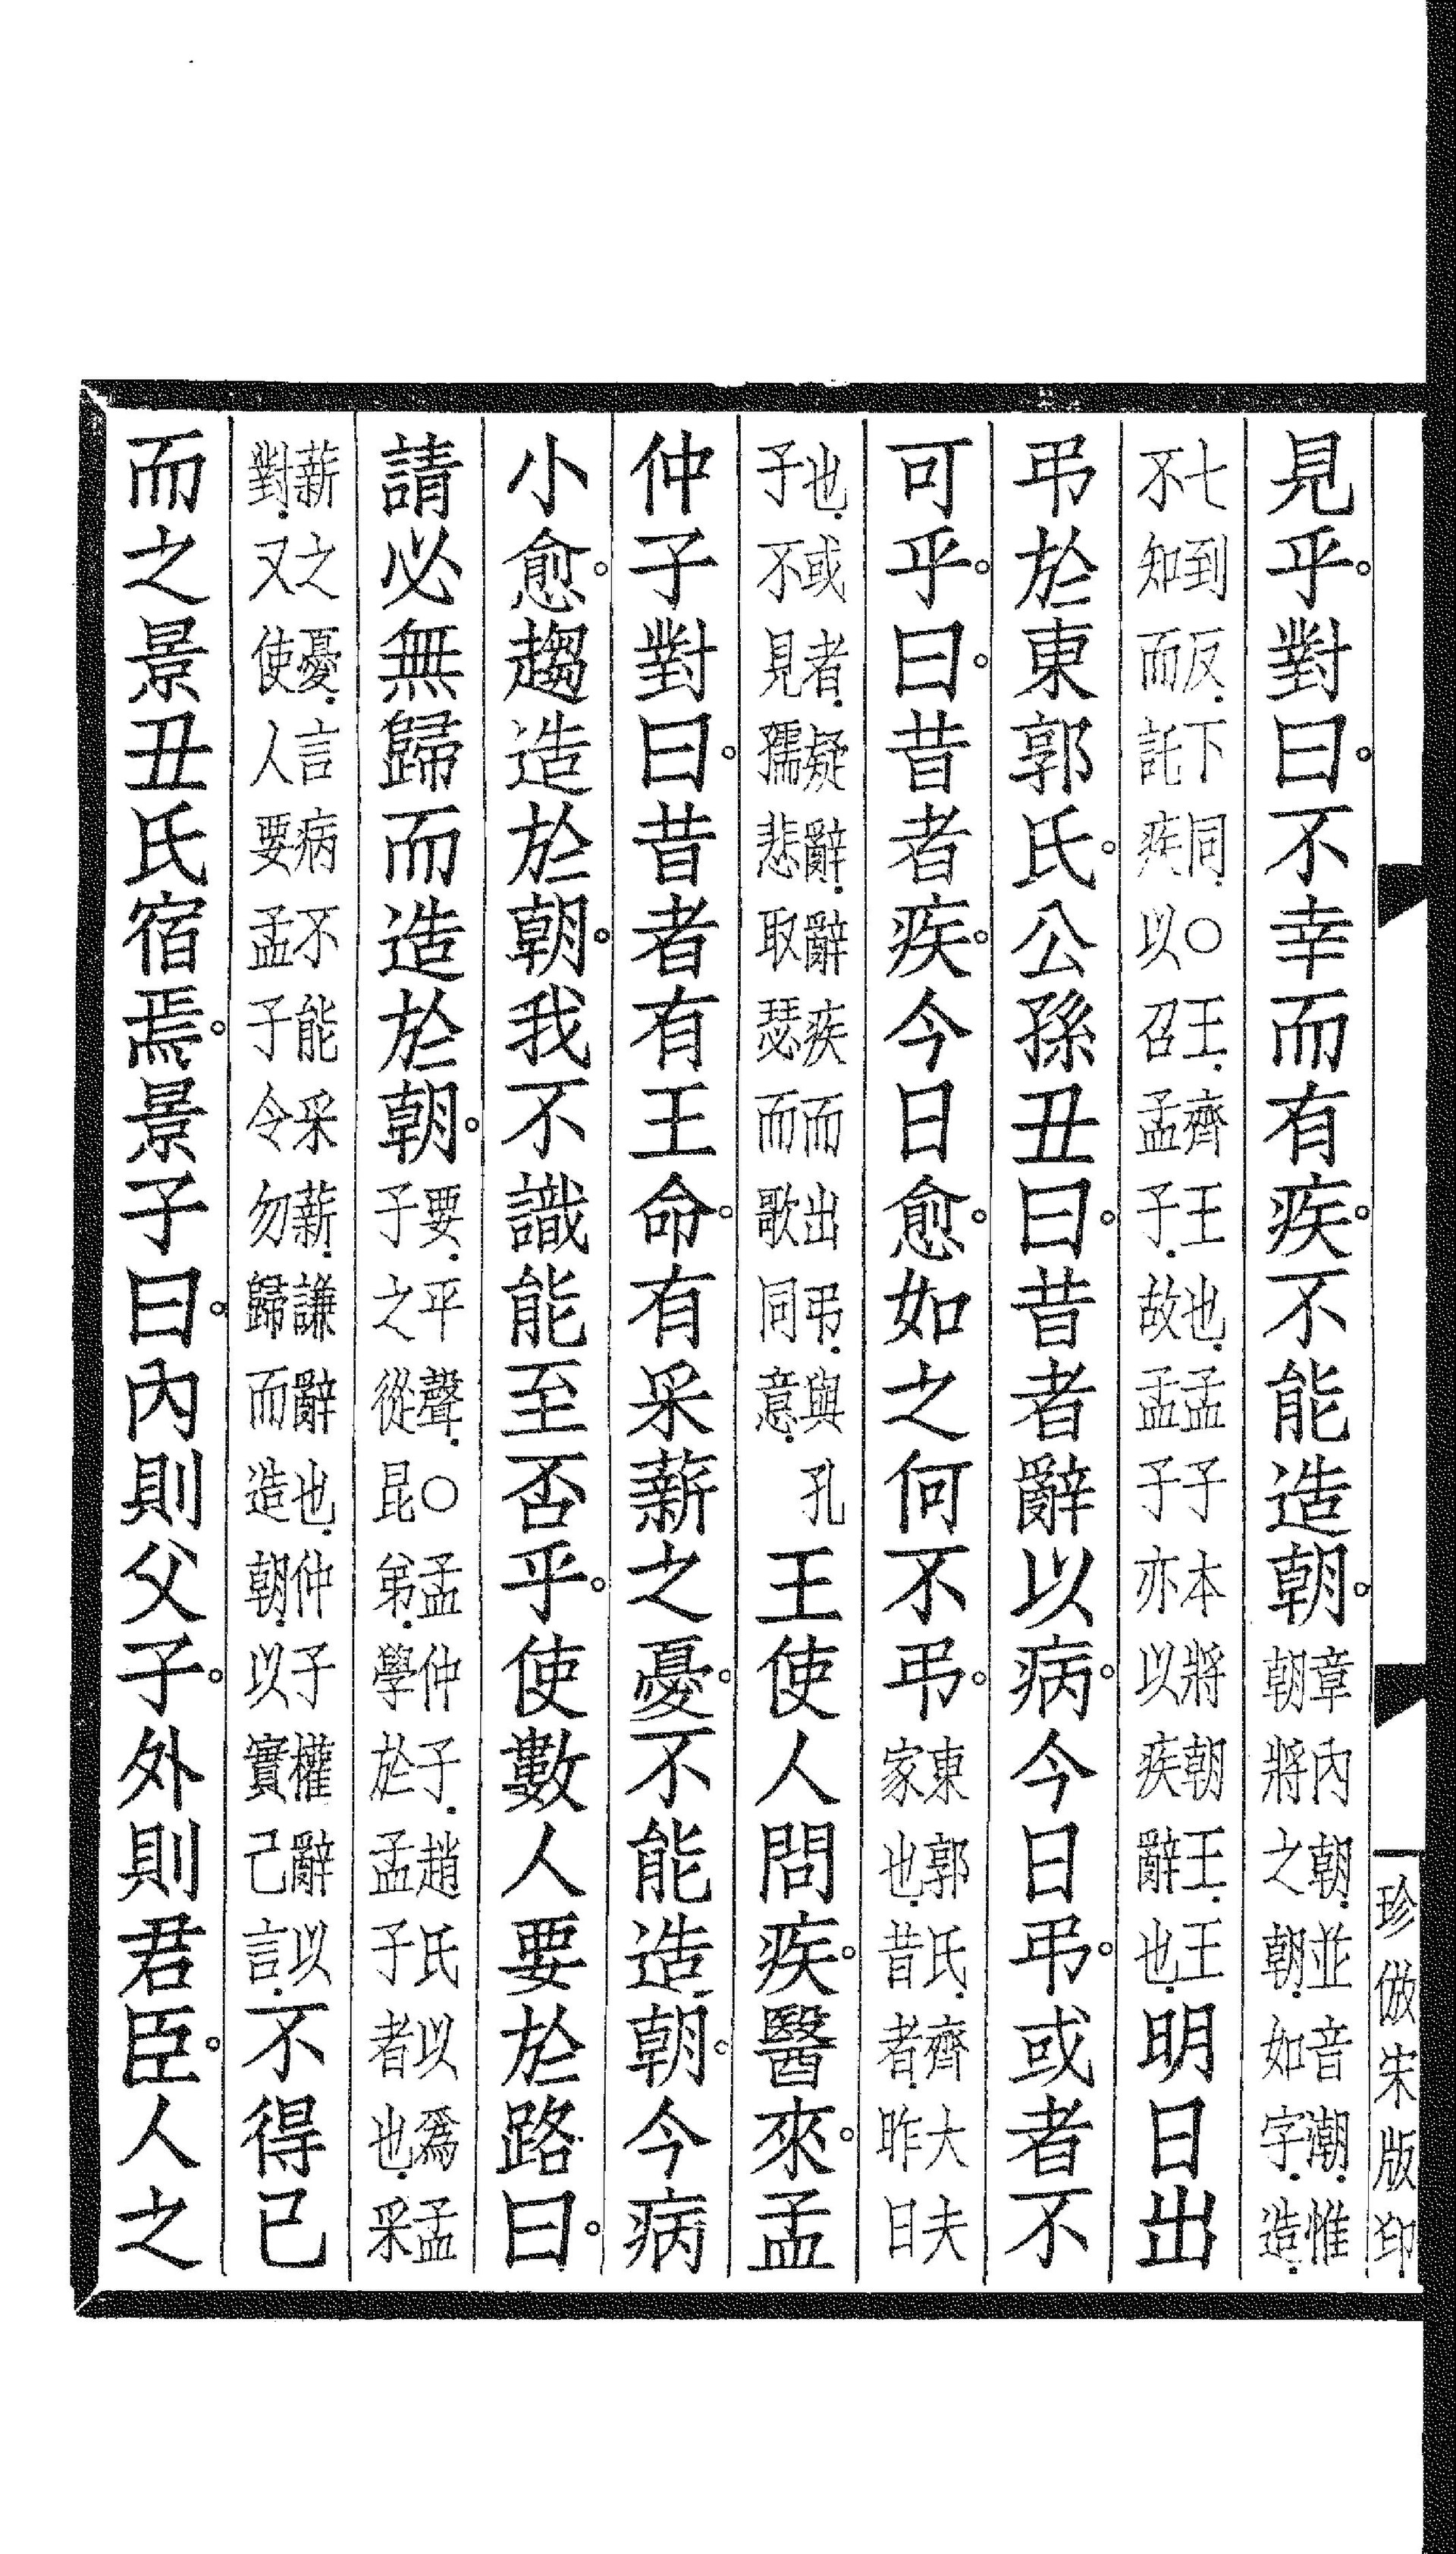 珍倣宋版印
見乎。對曰。不幸而有疾。不能造朝。章內朝.並音潮.惟朝將之朝.如字.造.
七到反.下同.○王.齊王也.孟子本將朝王.王不知而託疾以召孟子.故孟子亦以疾辭也.明日出
弔於東郭氏。公孫丑曰。昔者辭以病。今日弔。或者不
可乎。曰。昔者疾。今日愈。如之何不弔。東郭氏.齊大夫家也.昔者.昨日
也.或者.疑辭.辭疾而出弔.與孔子不見孺悲取瑟而歌同意.王使人問疾。醫來。孟
仲子對曰。昔者有王命。有采薪之憂。不能造朝。今病
小愈。趨造於朝。我不識能至否乎。使數人要於路曰。
請必無歸而造於朝。要.平聲.○孟仲子.趙氏以爲孟子之從昆弟.學於孟子者也.采
薪之憂.言病不能采薪.謙辭也.仲子權辭以對.又使人要孟子令勿歸而造朝.以實己言.不得已
而之景丑氏宿焉。景子曰。內則父子。外則君臣。人之